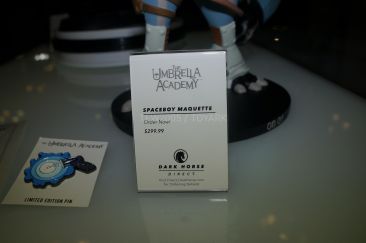 THE
UMBRELLA
ACADEMY
SPACEBOY MAQUETTE
Order Now!
$299.99
DARK HORSE
DIRECT
THE UMBRELLA ACADEMY
LIMITED EDITION PIN